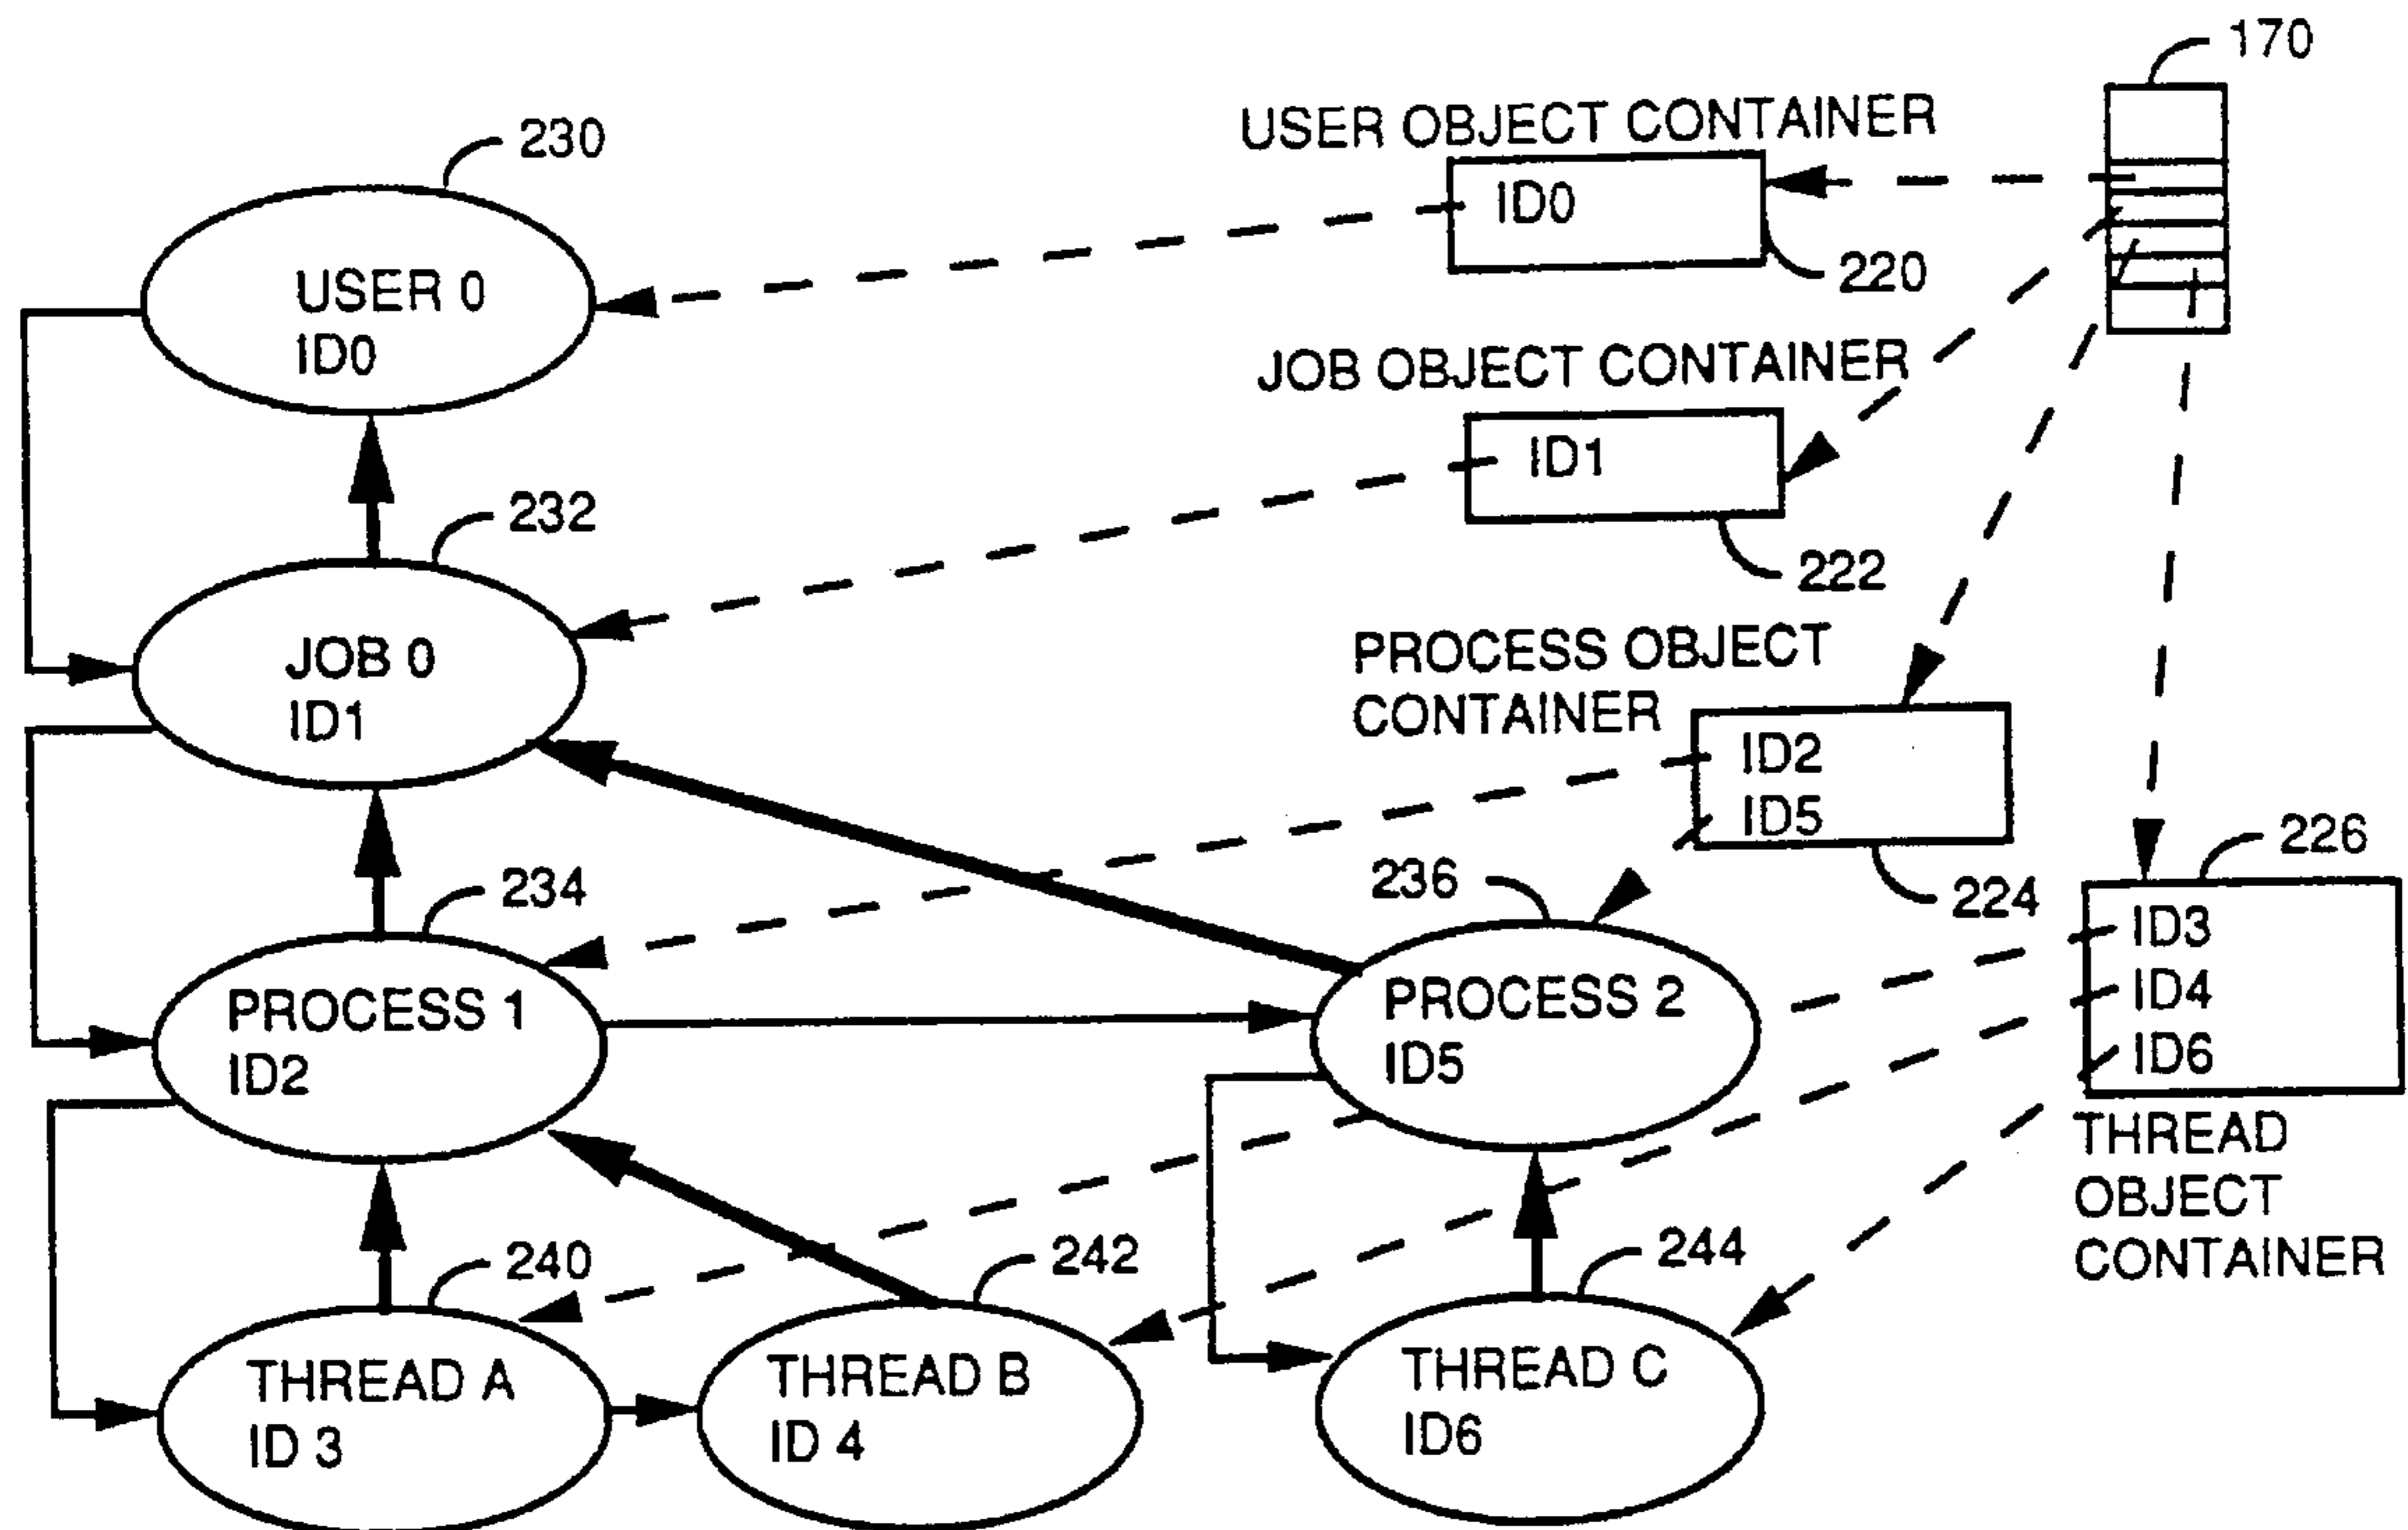 170
USER OBJECT CONTAINER
230
ID0
220
USER 0
ID0
JOB OBJECT CONTAINER
ID1
222
232
JOB 0
ID1
PROCESS OBJECT
CONTAINER
ID2
ID5
224
226
ID3
ID4
ID6
THREAD
OBJECT
CONTAINER
234
236
PROCESS 1
ID2
PROCESS 2
ID5
240
242
244
THREAD A
ID 3
THREAD B
ID 4
THREAD C
ID6